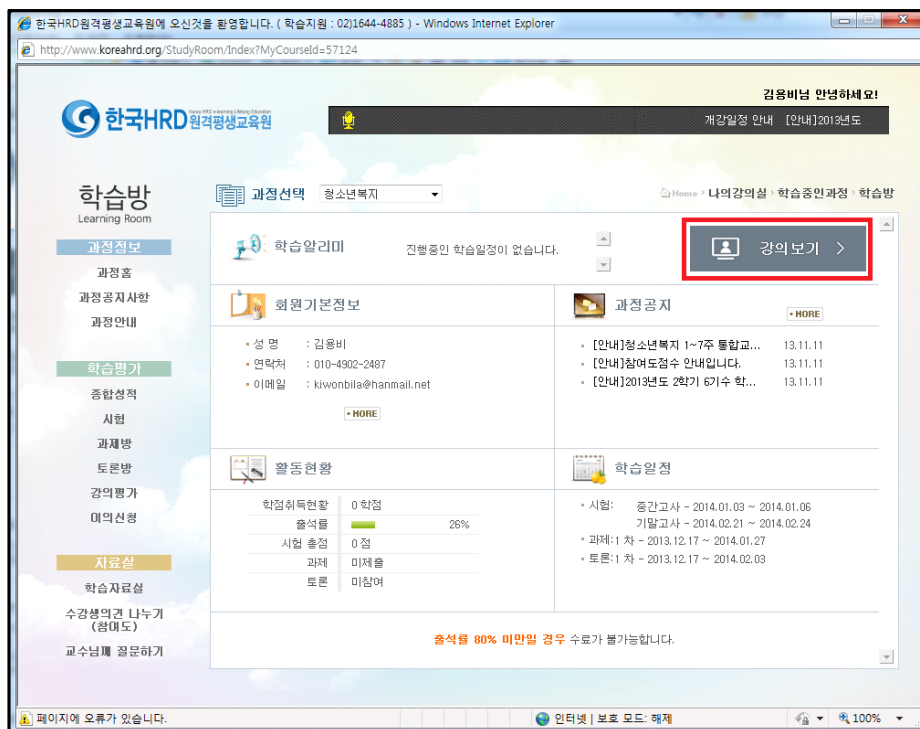 한국HRD원격평생교육원에 오신것을 환영합니다. ( 학습지원 : 02)1644-4885 ) - Windows Internet Explorer
http://www.koreahrd.org/StudyRoom/Index?MyCourseId=57124
김용비님 안녕하세요!
한국HRD원격평생교육원
개강일정 안내 [안내]2013년도
학습방
Learning Room
과정선택 청소년복지
Home > 나의강의실 > 학습중인과정 > 학습방
과정정보
과정홈
과정공지사항
과정안내
학습평가
종합성적
시험
과제방
토론방
강의평가
이의신청
자료실
학습자료실
수강생의견 나누기
(참여도)
교수님께 질문하기
학습알리미
진행중인 학습일정이 없습니다.
강의보기 >
회원기본정보
• 성 명 : 김용비
• 연락처 : 010-4902-2487
• 이메일 : kiwonbila@hanmail.net
• MORE
과정공지
• MORE
• [안내]청소년복지 1~7주 통합교... 13.11.11
• [안내]참여도점수 안내입니다. 13.11.11
• [안내]2013년도 2학기 6기수 학... 13.11.11
활동현황
학점취득현황 0 학점
출석률 26%
시험 총점 0 점
과제 미제출
토론 미참여
학습일정
• 시험: 중간고사 - 2014.01.03 ~ 2014.01.06
기말고사 - 2014.02.21 ~ 2014.02.24
• 과제:1 차 - 2013.12.17 ~ 2014.01.27
• 토론:1 차 - 2013.12.17 ~ 2014.02.03
출석률 80% 미만일 경우 수료가 불가능합니다.
페이지에 오류가 있습니다.
인터넷 | 보호 모드: 해제
100%